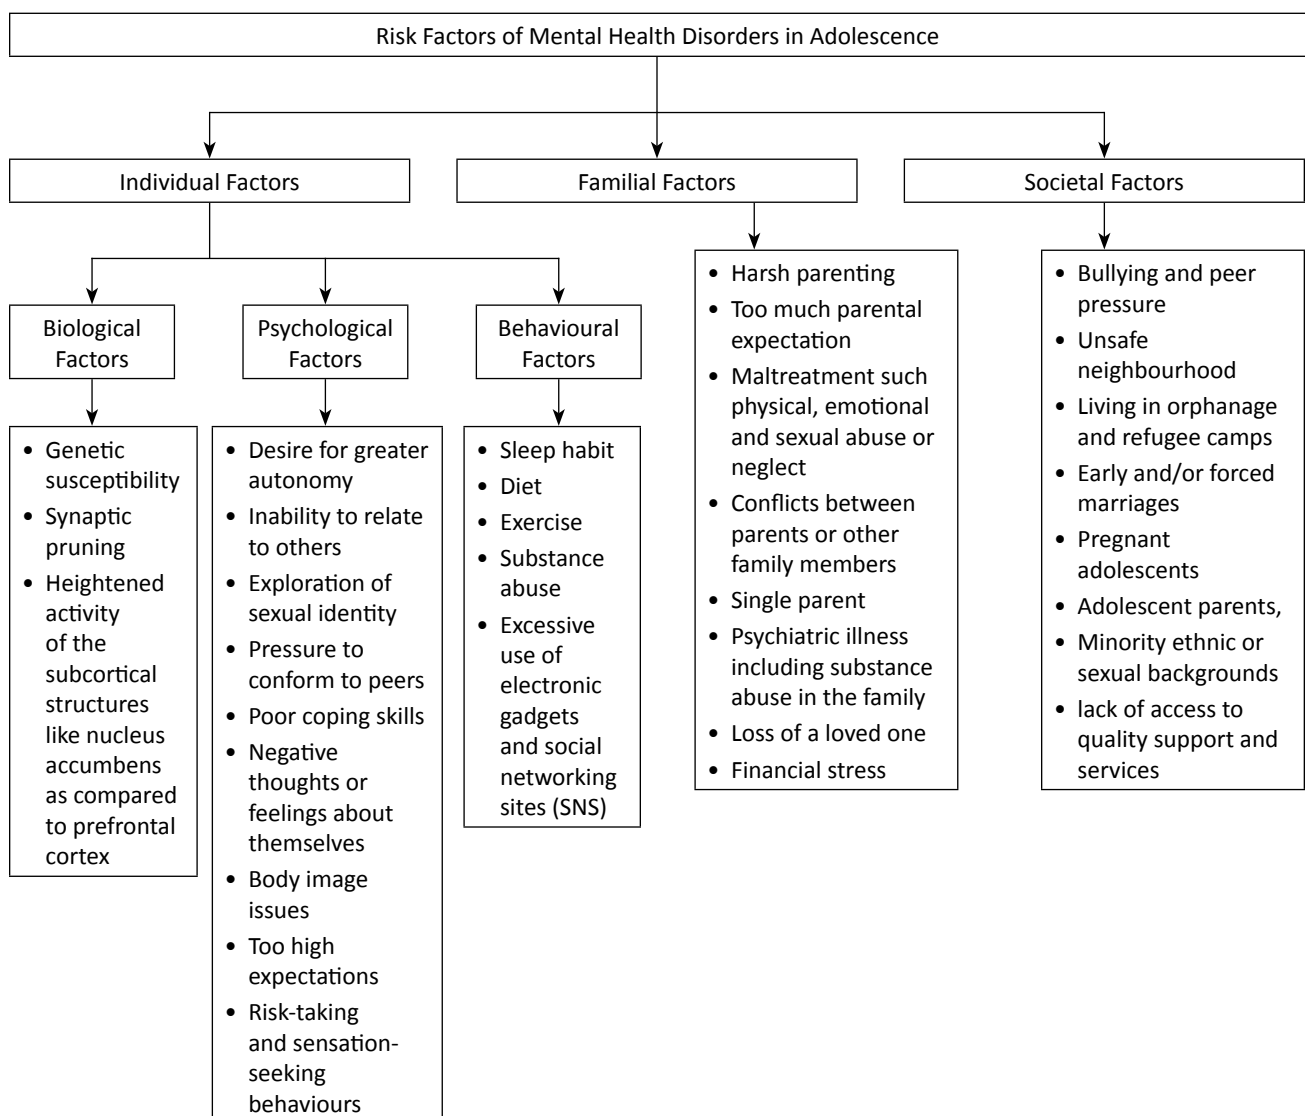 Risk Factors of Mental Health Disorders in Adolescence
Individual Factors
Familial Factors
Societal Factors
Biological
Factors
Psychological
Factors
Behavioural
Factors
• Genetic
susceptibility
• Synaptic
pruning
• Heightened
activity
of the
subcortical
structures
like nucleus
accumbens
as compared
to prefrontal
cortex
• Desire for greater
autonomy
• Inability to relate
to others
• Exploration of
sexual identity
• Pressure to
conform to peers
• Poor coping skills
• Negative
thoughts or
feelings about
themselves
• Body image
issues
• Too high
expectations
• Risk-taking
and sensation-
seeking
behaviours
• Sleep habit
• Diet
• Exercise
• Substance
abuse
• Excessive
use of
electronic
gadgets
and social
networking
sites (SNS)
• Harsh parenting
• Too much parental
expectation
• Maltreatment such
physical, emotional
and sexual abuse or
neglect
• Conflicts between
parents or other
family members
• Single parent
• Psychiatric illness
including substance
abuse in the family
• Loss of a loved one
• Financial stress
• Bullying and peer
pressure
• Unsafe
neighbourhood
• Living in orphanage
and refugee camps
• Early and/or forced
marriages
• Pregnant
adolescents
• Adolescent parents,
• Minority ethnic or
sexual backgrounds
• lack of access to
quality support and
services